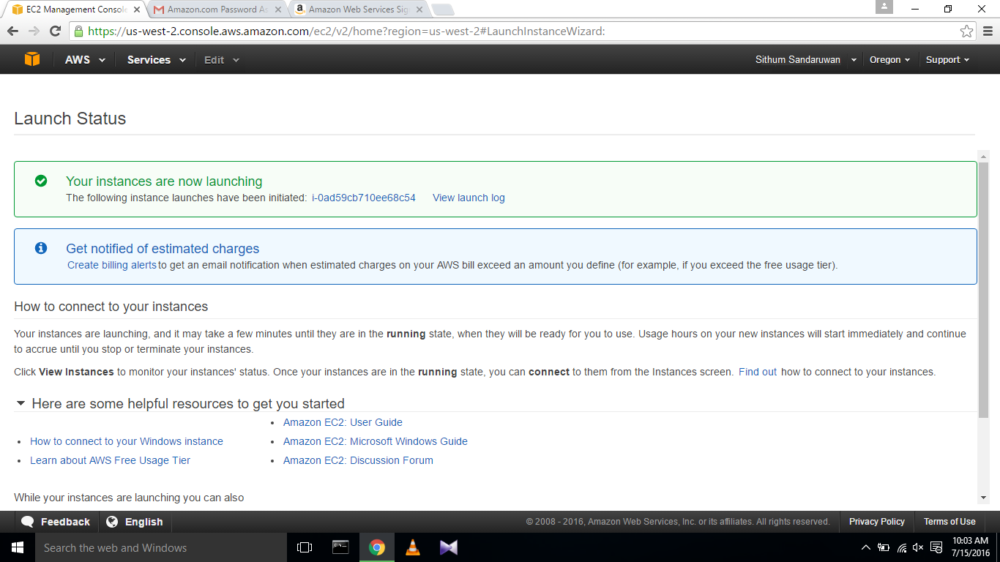 EC2 Management Console
Amazon.com Password As
Amazon Web Services Sig
https://us-west-2.console.aws.amazon.com/ec2/v2/home?region=us-west-2#LaunchInstanceWizard:
AWS Services Edit Sithum Sandaruwan Oregon Support
Launch Status
Your instances are now launching
The following instance launches have been initiated: i-0ad59cb710ee68c54 View launch log
Get notified of estimated charges
Create billing alerts to get an email notification when estimated charges on your AWS bill exceed an amount you define (for example, if you exceed the free usage tier).
How to connect to your instances
Your instances are launching, and it may take a few minutes until they are in the running state, when they will be ready for you to use. Usage hours on your new instances will start immediately and continue
to accrue until you stop or terminate your instances.
Click View Instances to monitor your instances' status. Once your instances are in the running state, you can connect to them from the Instances screen. Find out how to connect to your instances.
Here are some helpful resources to get you started
• Amazon EC2: User Guide
• How to connect to your Windows instance • Amazon EC2: Microsoft Windows Guide
• Learn about AWS Free Usage Tier • Amazon EC2: Discussion Forum
While your instances are launching you can also
Feedback English © 2008 - 2016, Amazon Web Services, Inc. or its affiliates. All rights reserved. Privacy Policy Terms of Use
Search the web and Windows
10:03 AM
7/15/2016